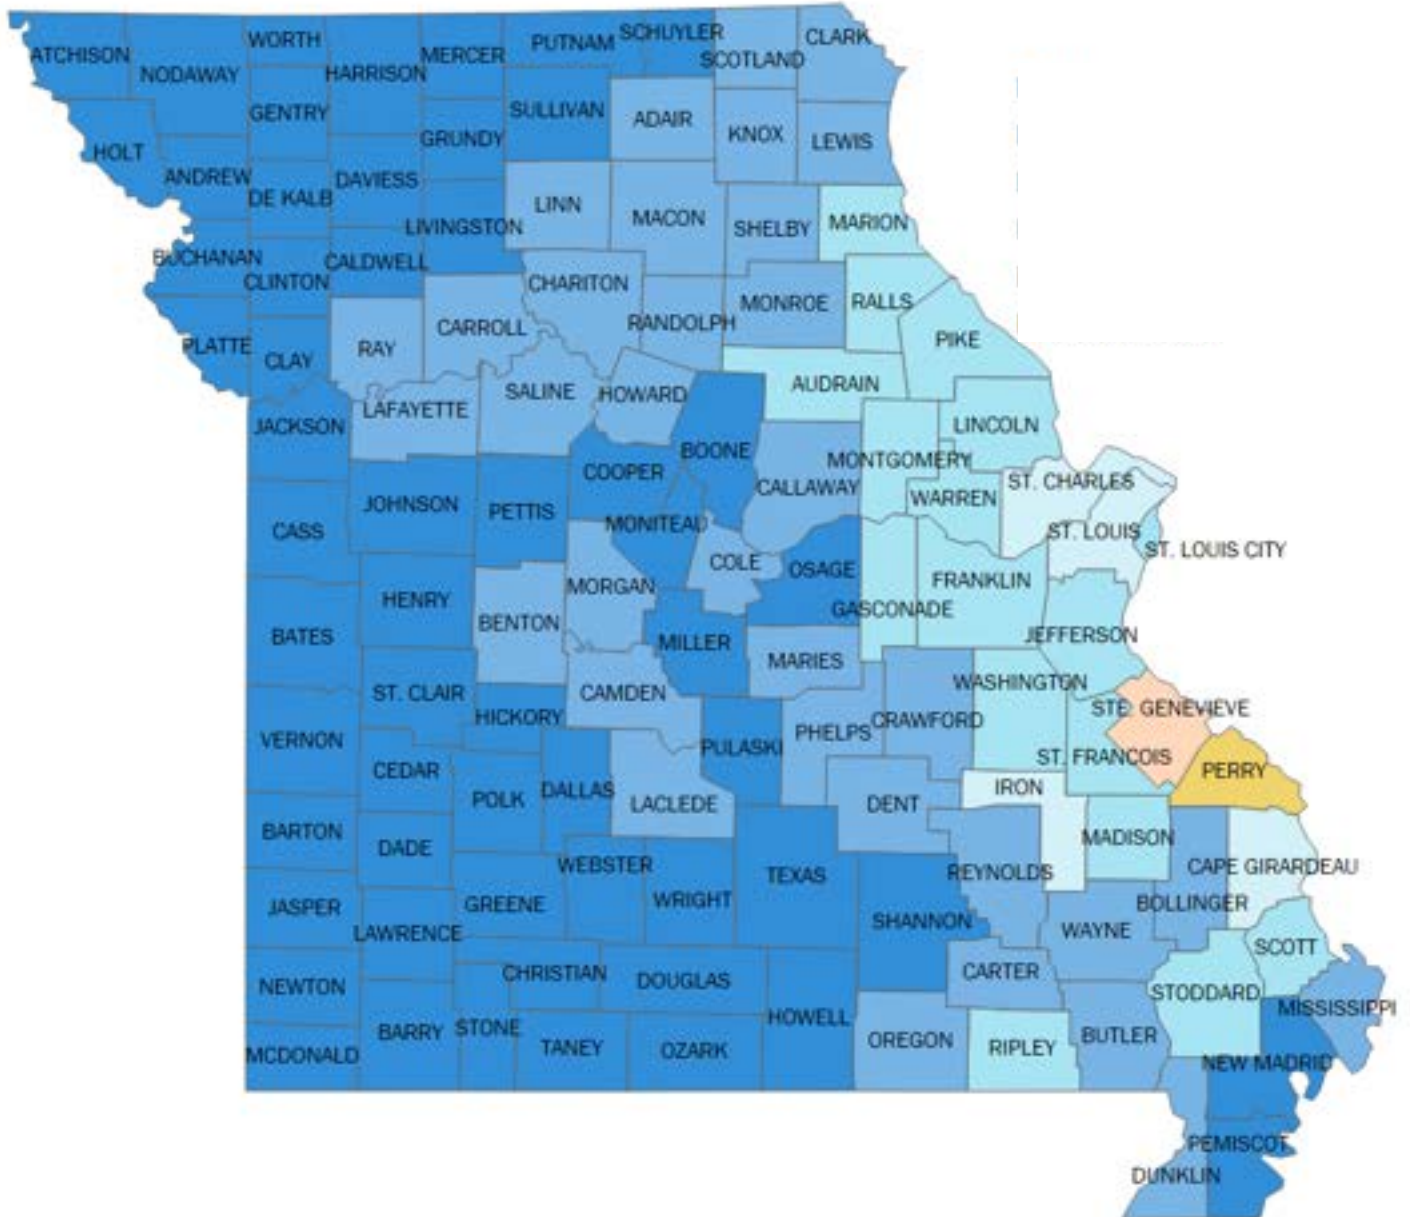 ATCHISON
NODAWAY
WORTH
HARRISON
MERCER
PUTNAM
SCHUYLER
SCOTLAND
CLARK
GENTRY
SULLIVAN
ADAIR
KNOX
LEWIS
HOLT
ANDREW
DE KALB
DAVIESS
GRUNDY
LIVINGSTON
LINN
MACON
SHELBY
MARION
BUCHANAN
CLINTON
CALDWELL
CHARITON
RANDOLPH
MONROE
RALLS
PIKE
PLATTE
CLAY
RAY
CARROLL
SALINE
HOWARD
AUDRAIN
LINCOLN
JACKSON
LAFAYETTE
COOPER
BOONE
CALLAWAY
MONTGOMERY
WARREN
ST. CHARLES
CASS
JOHNSON
PETTIS
MONITEAU
COLE
OSAGE
GASCONADE
FRANKLIN
ST. LOUIS
ST. LOUIS CITY
BATES
HENRY
BENTON
MORGAN
MILLER
MARIES
JEFFERSON
ST. CLAIR
HICKORY
CAMDEN
PULASKI
PHELPS
CRAWFORD
WASHINGTON
STE. GENEVIEVE
VERNON
CEDAR
POLK
DALLAS
LACLEDE
DENT
IRON
ST. FRANCOIS
PERRY
BARTON
DADE
WEBSTER
WRIGHT
TEXAS
REYNOLDS
MADISON
CAPE GIRARDEAU
JASPER
LAWRENCE
GREENE
SHANNON
WAYNE
BOLLINGER
SCOTT
NEWTON
CHRISTIAN
DOUGLAS
CARTER
STODDARD
MISSISSIPPI
MCDONALD
BARRY
STONE
TANEY
OZARK
HOWELL
OREGON
RIPLEY
BUTLER
NEW MADRID
PEMISCOT
DUNKLIN